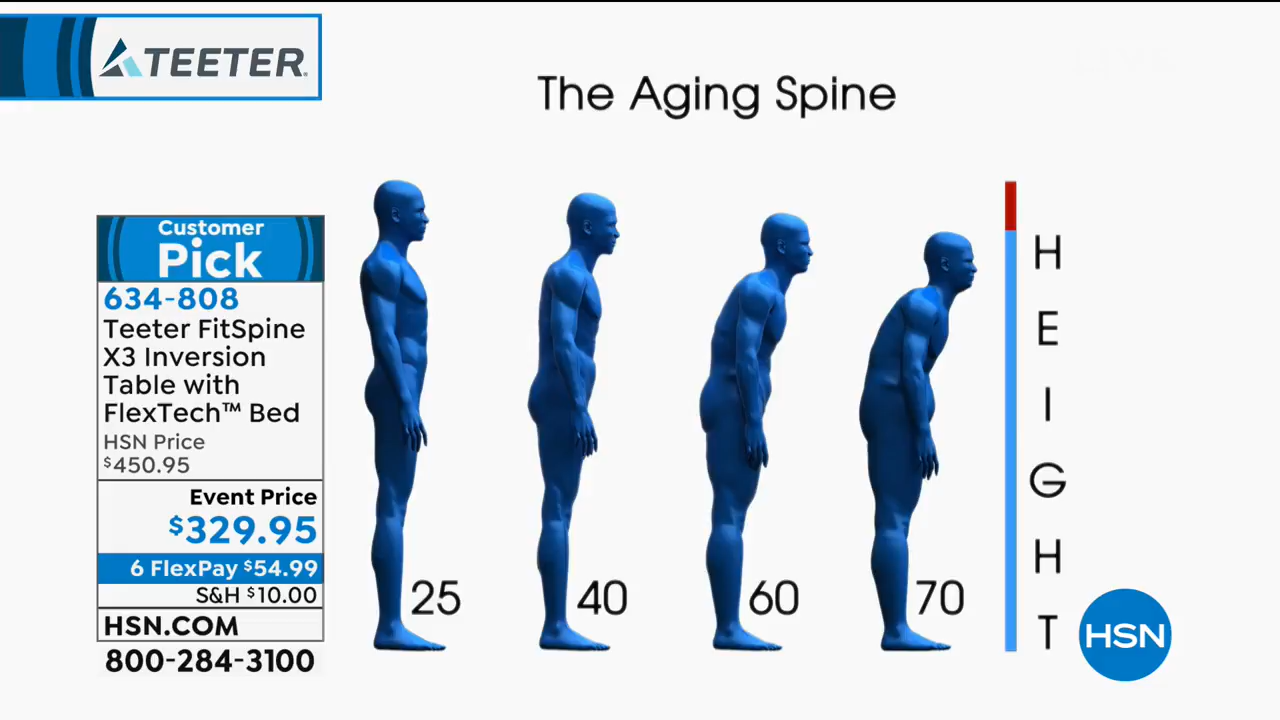 TEETER
The Aging Spine
Customer
Pick
634-808
Teeter FitSpine
X3 Inversion
Table with
FlexTech™ Bed
HSN Price
$450.95
Event Price
$329.95
6 FlexPay $54.99
S&H $10.00
HSN.COM
800-284-3100
25
40
60
70
H
E
I
G
H
T
HSN